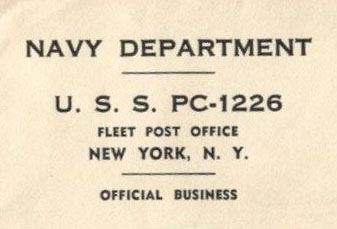 NAVY DEPARTMENT
U. S. S. PC-1226
FLEET POST OFFICE
NEW YORK, N. Y.
OFFICIAL BUSINESS